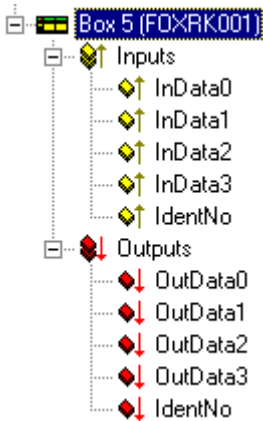 Box 5 (FOXRK001)
Inputs
InData0
InData1
InData2
InData3
IdentNo
Outputs
OutData0
OutData1
OutData2
OutData3
IdentNo